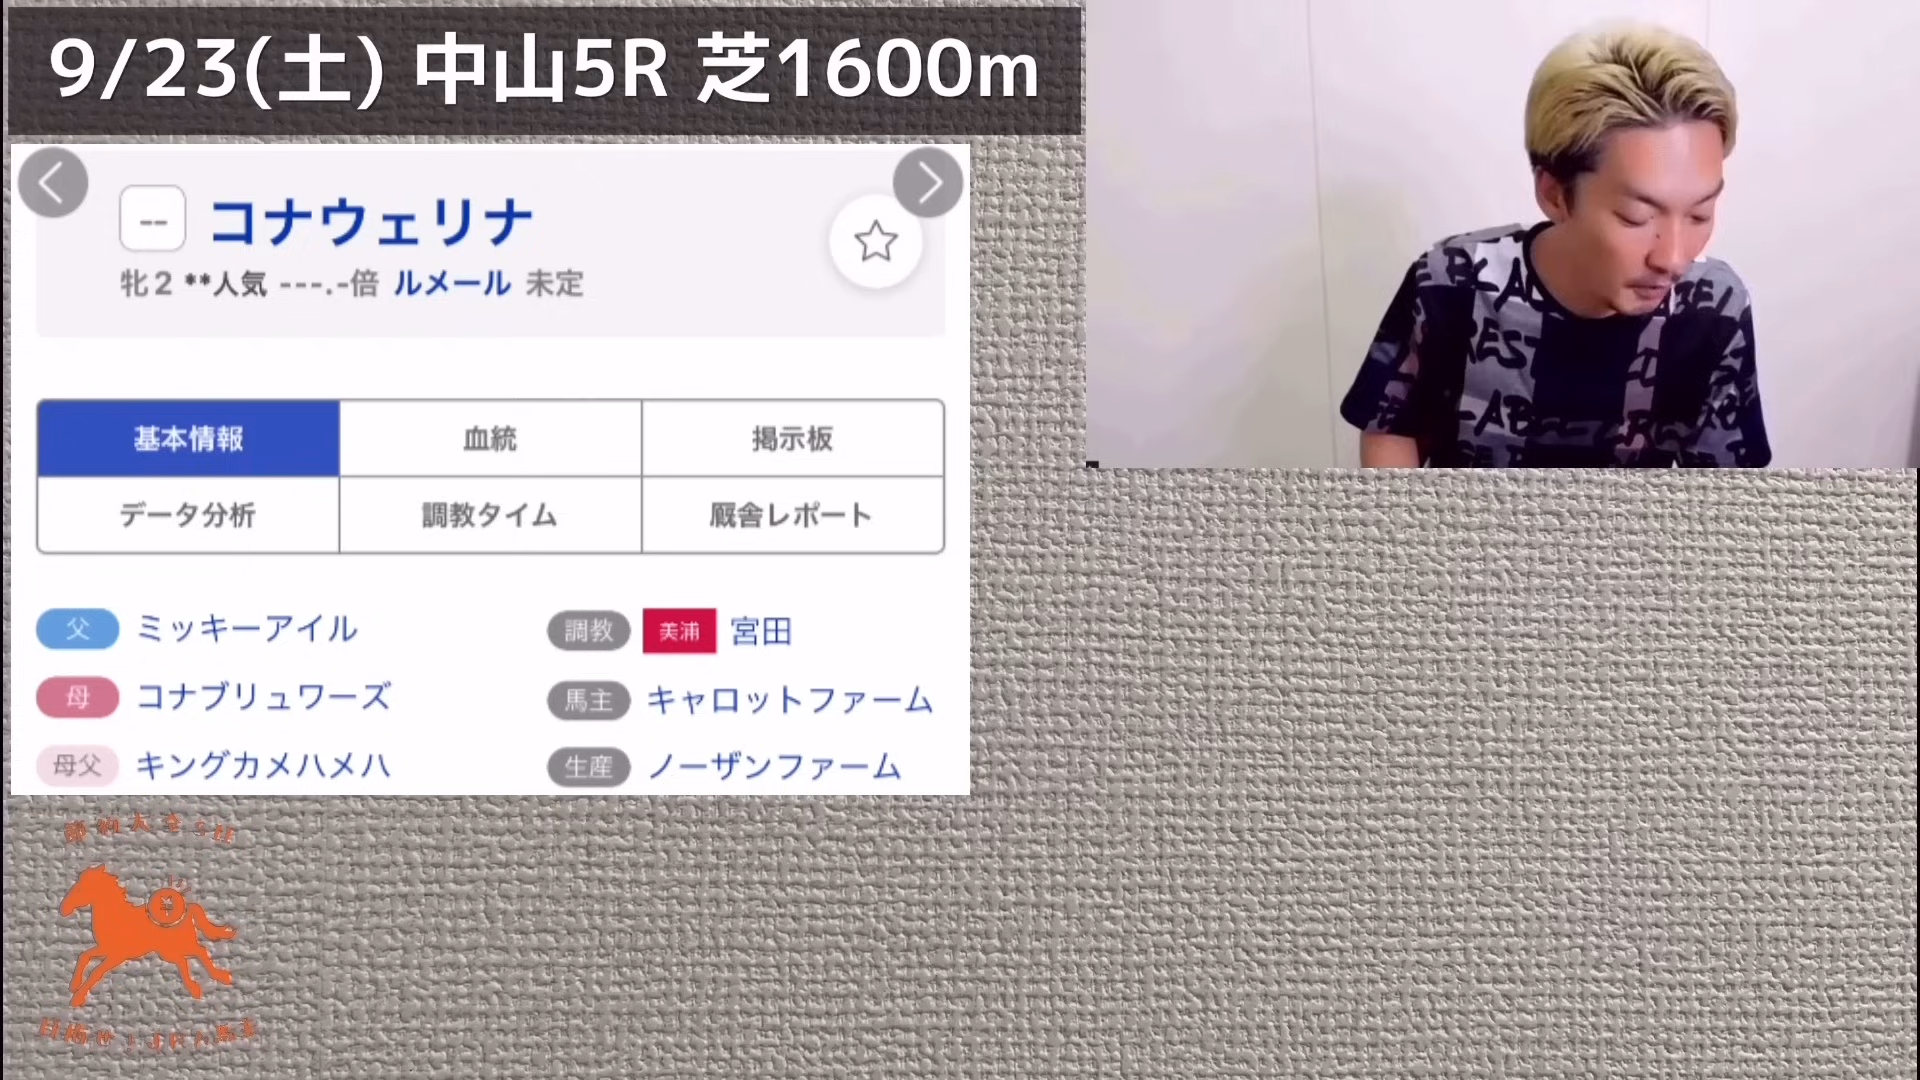 9/23(土) 中山5R 芝1600m
--
コナウェリナ
牝2 **人気 ---.-倍 ルメール 未定
基本情報 血統 掲示板
データ分析 調教タイム 厩舎レポート
父 ミッキーアイル 調教 美浦 宮田
母 コナブリュワーズ 馬主 キャロットファーム
母父 キングカメハメハ 生産 ノーザンファーム